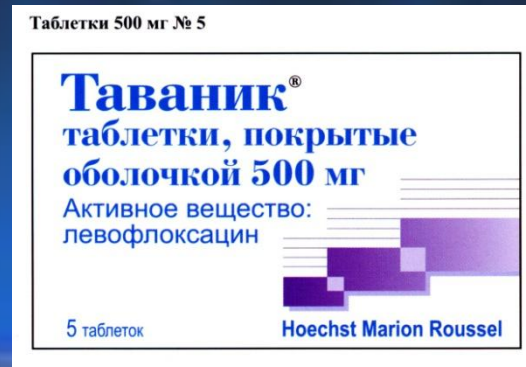 Таблетки 500 мг № 5
Таваник®
таблетки, покрытые
оболочкой 500 мг
Активное вещество:
левофлоксацин
5 таблеток
Hoechst Marion Roussel